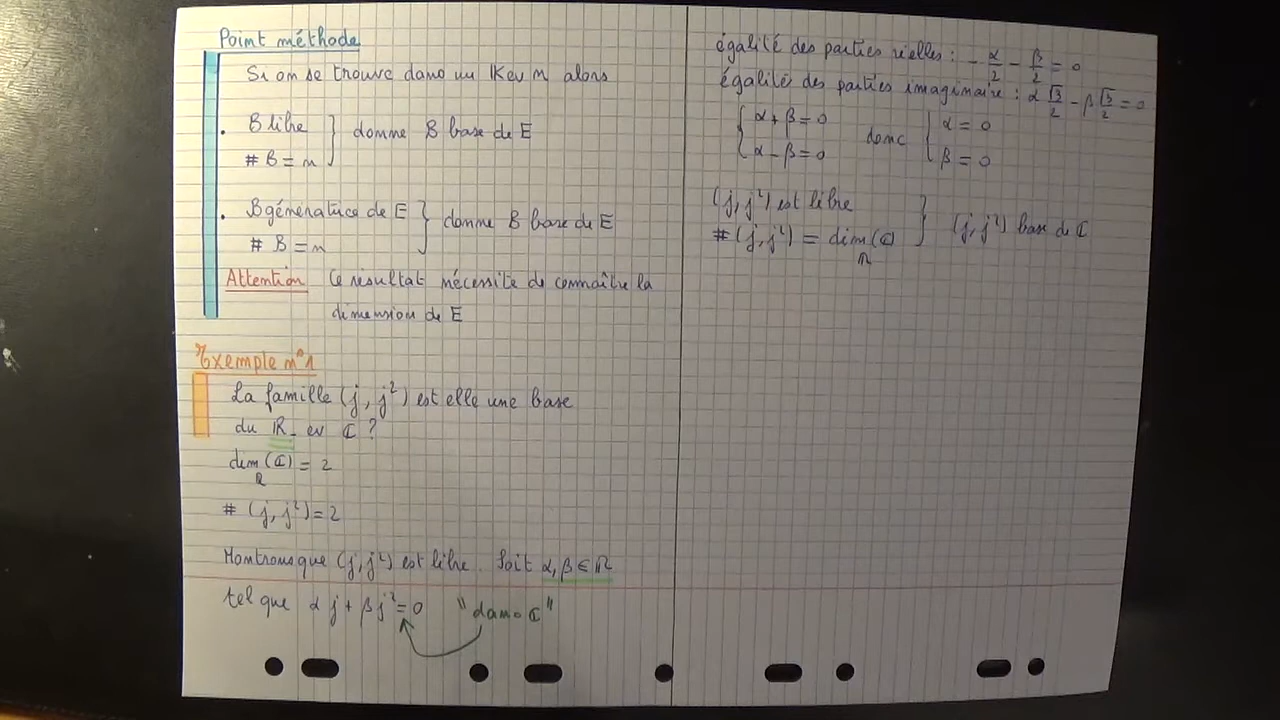 Point méthode
Si on se trouve dans un Kev n alors
. B libre
# B = n } donne B base de E
. B génératrice de E
# B = n } donne B base de E
Attention Ce résultat nécessite de connaître la
dimension de E
Exemple n°1
La famille (j, j²) est elle une base
du ℝ- ev ℂ ?
dim_ℝ (ℂ) = 2
# (j, j²) = 2
Montrons que (j, j²) est libre. Soit α, β ∈ ℝ
tel que α j + β j² = 0 "dans ℂ"
égalité des parties réelles : - α/2 - β/2 = 0
égalité des parties imaginaire : α √3/2 - β √3/2 = 0
{ α + β = 0
α - β = 0 donc { α = 0
β = 0
(j, j²) est libre
# (j, j²) = dim_ℝ (ℂ) } (j, j²) base de ℂ